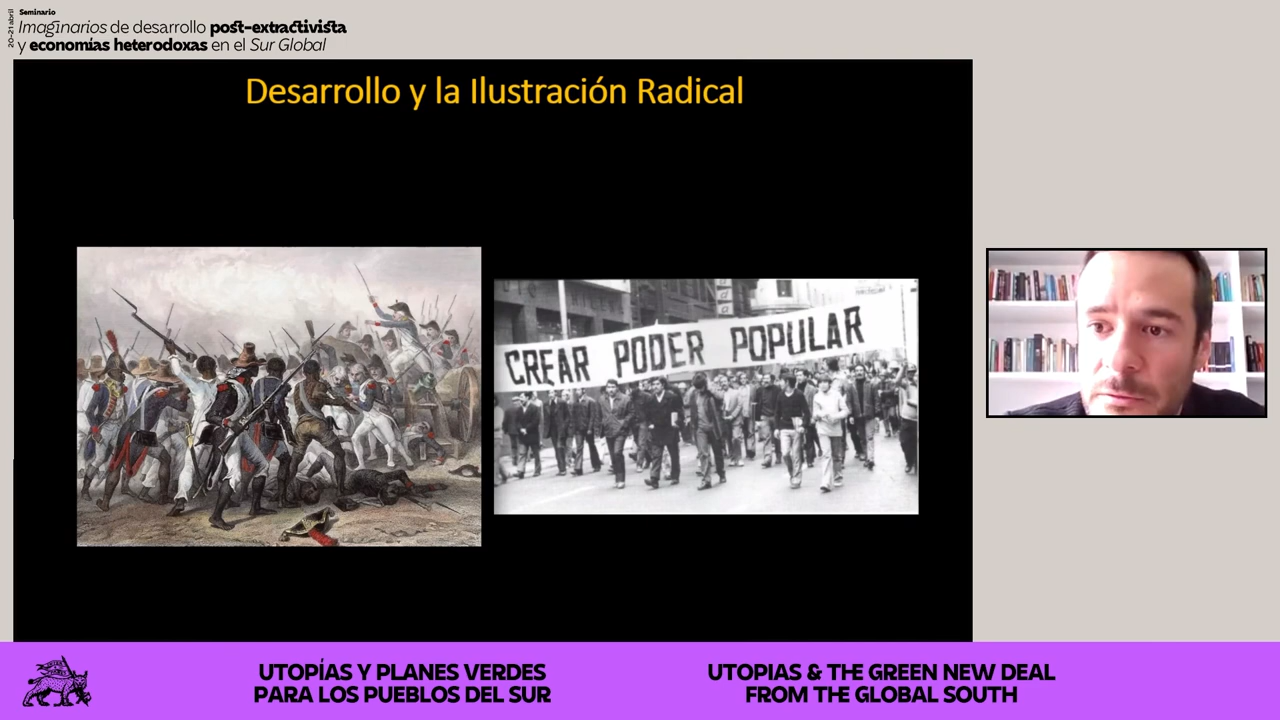 20-21 abril
Seminario
Imaginarios de desarrollo post-extractivista
y economías heterodoxas en el Sur Global
Desarrollo y la Ilustración Radical
CREAR PODER POPULAR
UTOPÍAS Y PLANES VERDES
PARA LOS PUEBLOS DEL SUR
UTOPIAS & THE GREEN NEW DEAL
FROM THE GLOBAL SOUTH